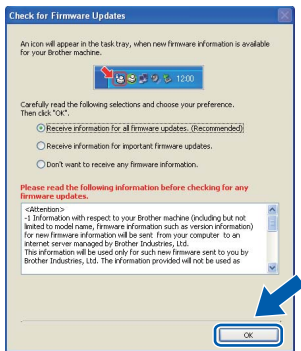 Check for Firmware Updates
An icon will appear in the task tray, when new firmware information is available
for your Brother machine.
12:00
Carefully read the following selections and choose your preference.
Then click "OK".
Receive information for all firmware updates. (Recommended)
Receive information for important firmware updates.
Don't want to receive any firmware information.
Please read the following information before checking for any
firmware updates.
<Attention>
-1 Information with respect to your Brother machine (including but not
limited to model name, firmware information such as version information)
for new firmware information will be sent from your computer to an
internet server managed by Brother Industries, Ltd.
This information will be used only for such new firmware sent to you by
Brother Industries, Ltd. The information provided will not be used as
OK